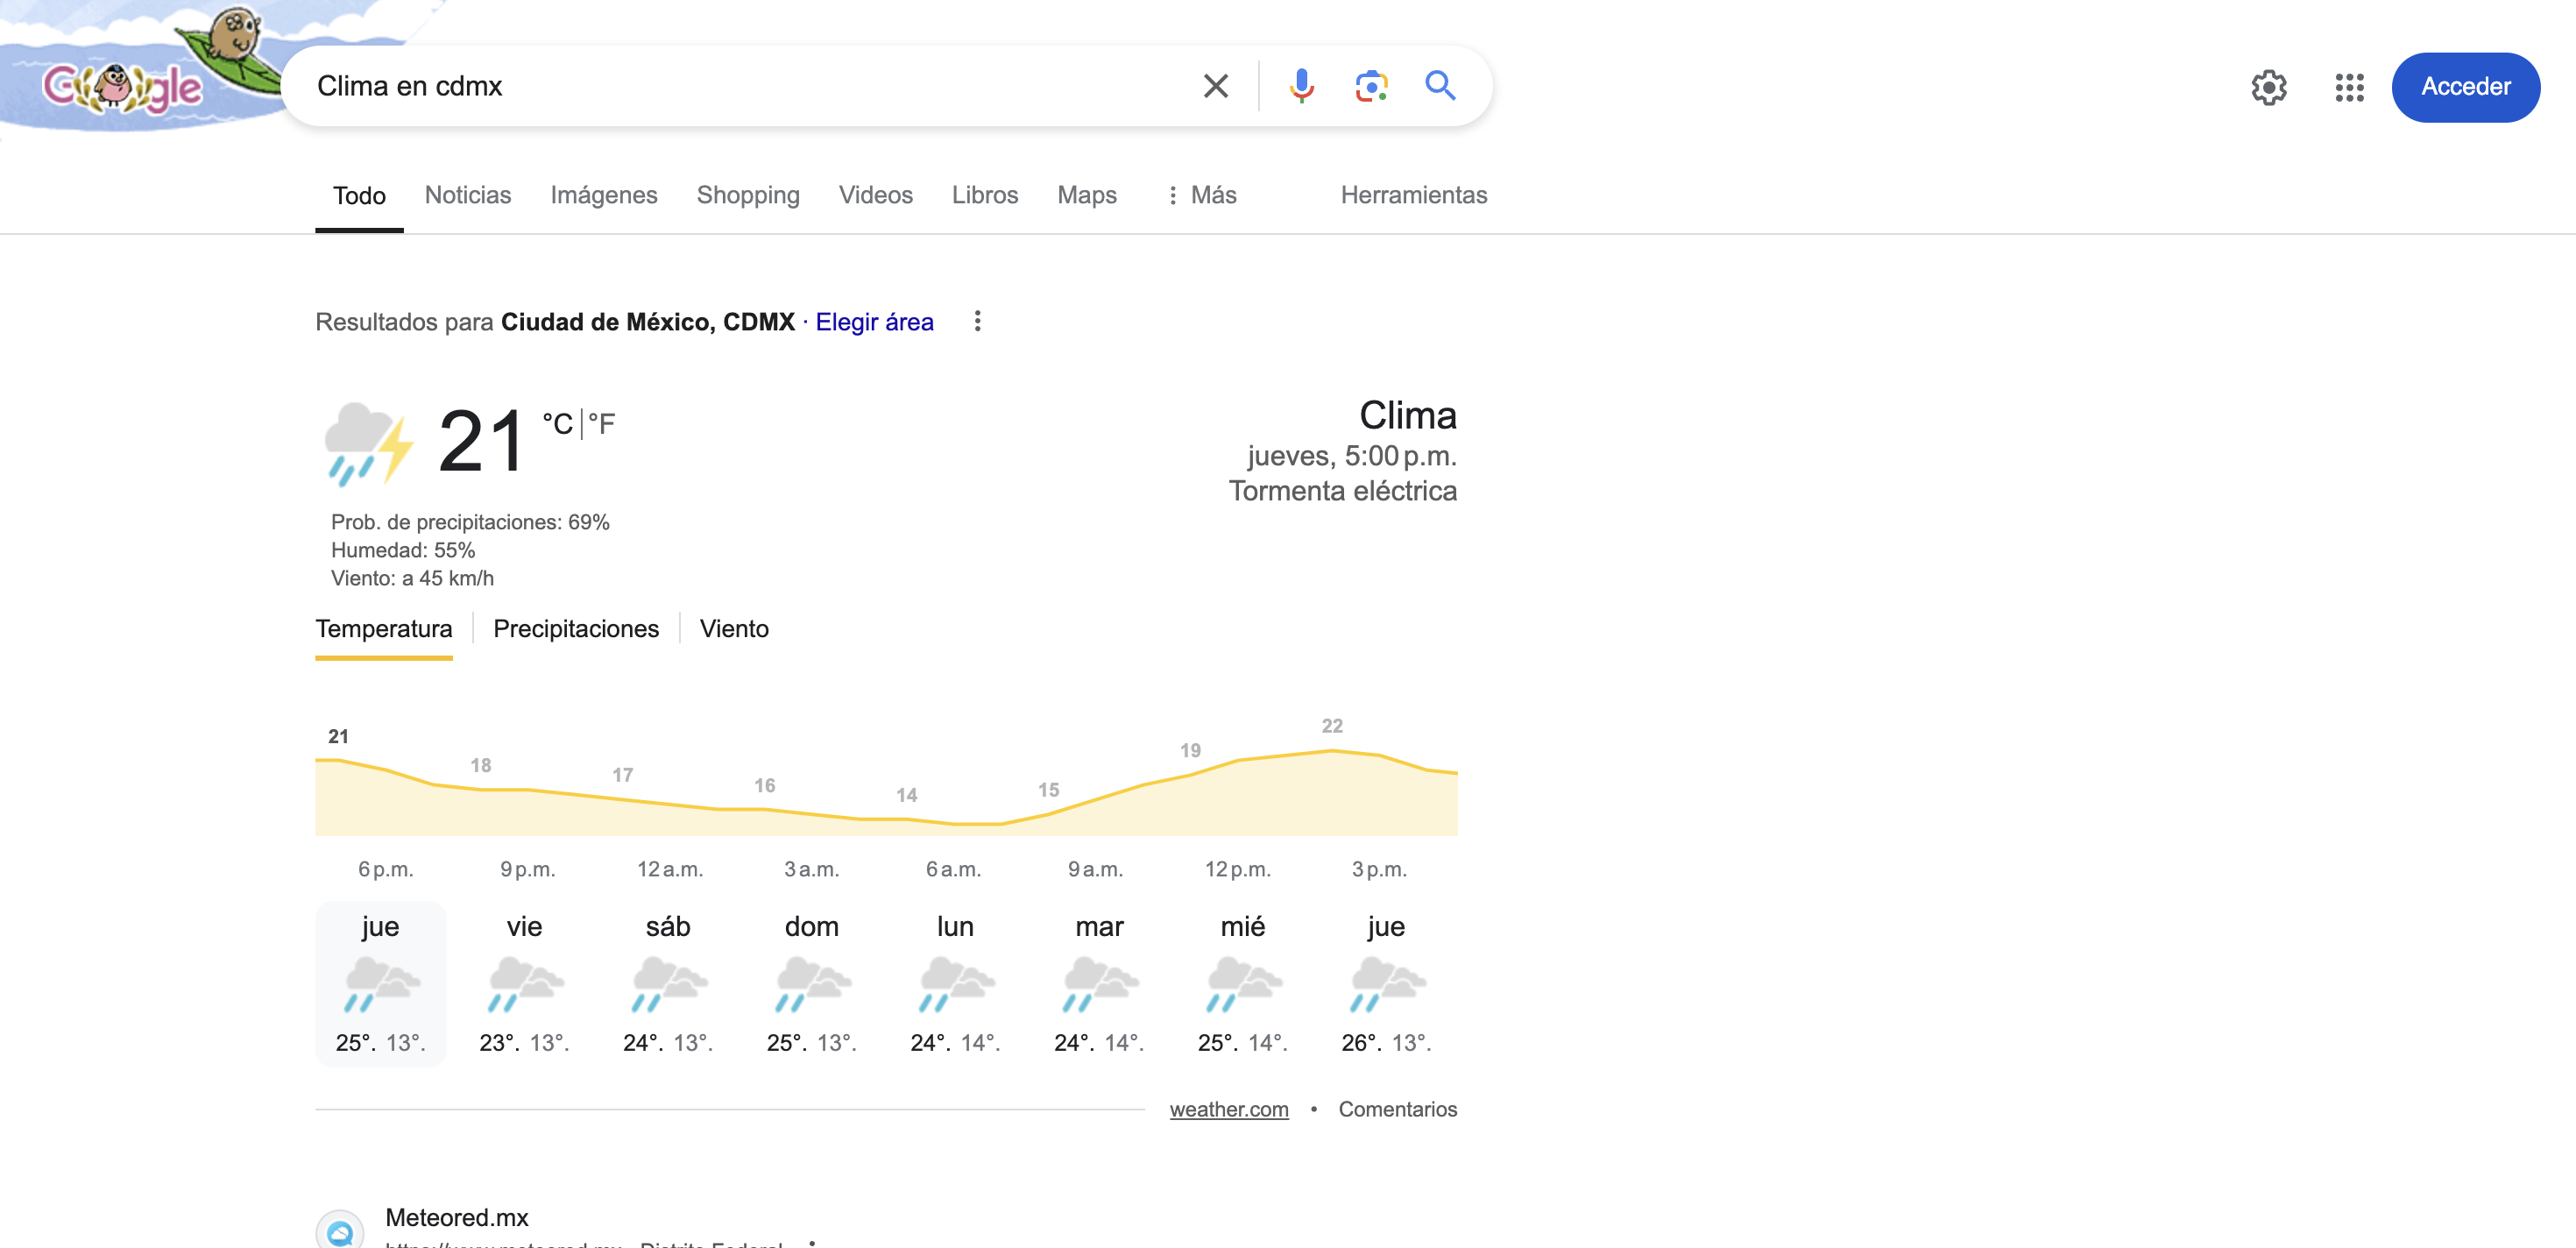 Google
Clima en cdmx
Acceder
Todo Noticias Imágenes Shopping Videos Libros Maps Más Herramientas
Resultados para Ciudad de México, CDMX · Elegir área
21 °C | °F
Clima
jueves, 5:00 p.m.
Tormenta eléctrica
Prob. de precipitaciones: 69%
Humedad: 55%
Viento: a 45 km/h
Temperatura Precipitaciones Viento
21 18 17 16 14 15 19 22
6 p.m. 9 p.m. 12 a.m. 3 a.m. 6 a.m. 9 a.m. 12 p.m. 3 p.m.
jue vie sáb dom lun mar mié jue
25°. 13°. 23°. 13°. 24°. 13°. 25°. 13°. 24°. 14°. 24°. 14°. 25°. 14°. 26°. 13°.
weather.com • Comentarios
Meteored.mx